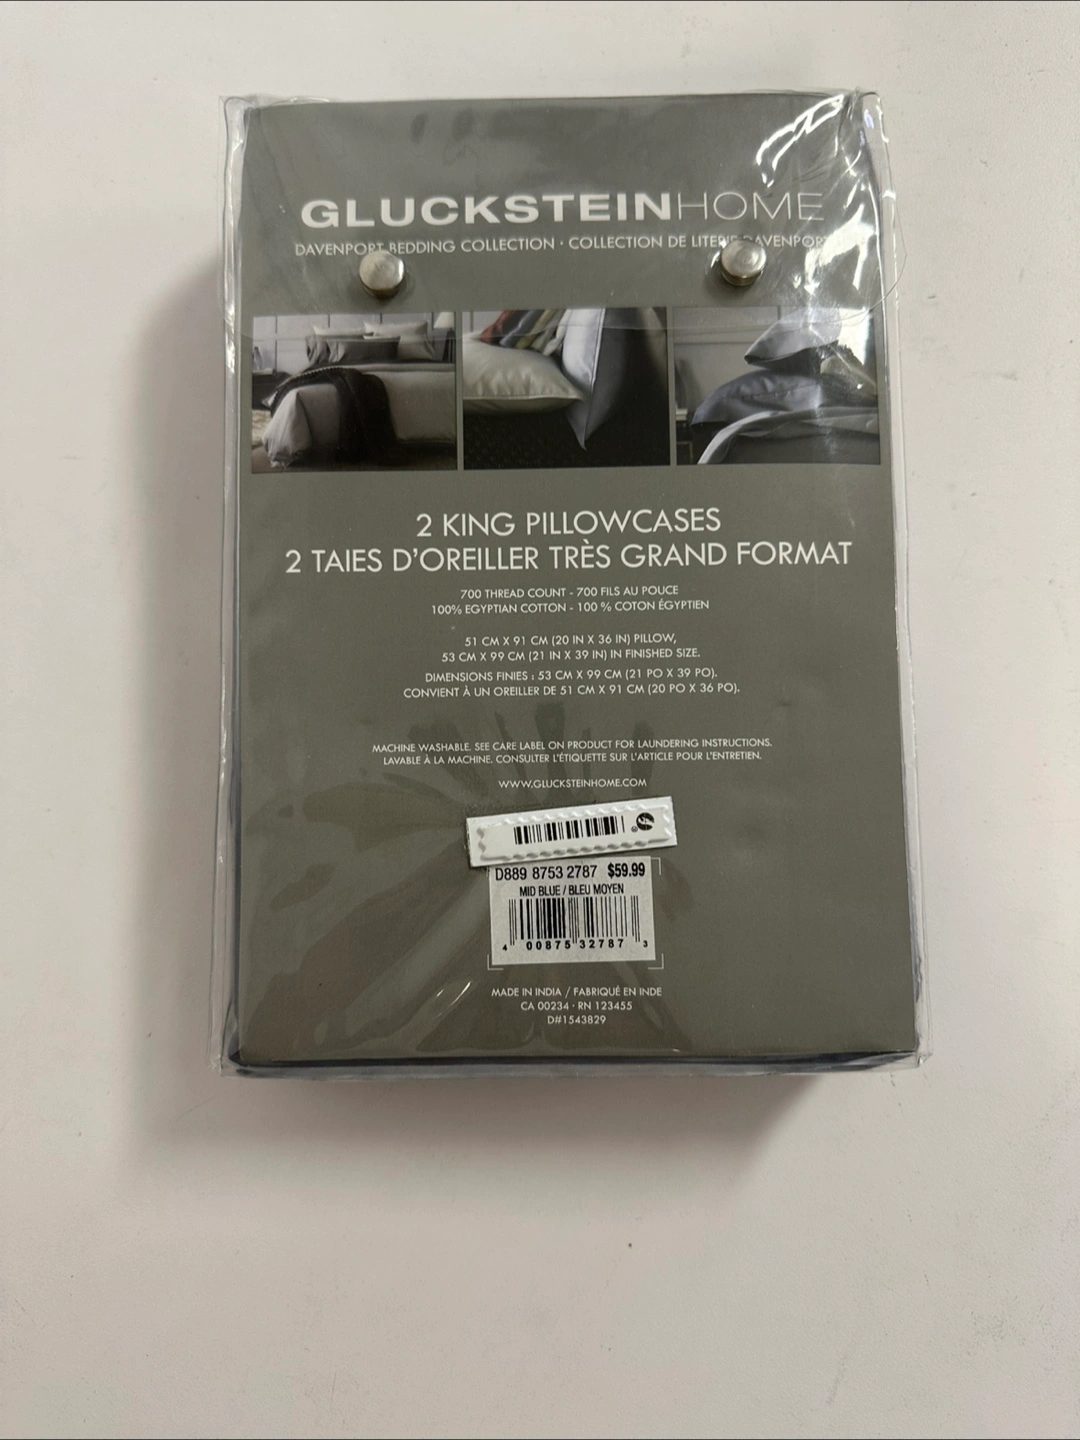 GLUCKSTEINHOME
DAVENPORT BEDDING COLLECTION · COLLECTION DE LITERIE DAVENPORT
2 KING PILLOWCASES
2 TAIES D'OREILLER TRÈS GRAND FORMAT
700 THREAD COUNT - 700 FILS AU POUCE
100% EGYPTIAN COTTON - 100 % COTON ÉGYPTIEN
51 CM X 91 CM (20 IN X 36 IN) PILLOW,
53 CM X 99 CM (21 IN X 39 IN) IN FINISHED SIZE.
DIMENSIONS FINIES : 53 CM X 99 CM (21 PO X 39 PO).
CONVIENT À UN OREILLER DE 51 CM X 91 CM (20 PO X 36 PO).
MACHINE WASHABLE. SEE CARE LABEL ON PRODUCT FOR LAUNDERING INSTRUCTIONS.
LAVABLE À LA MACHINE. CONSULTER L'ÉTIQUETTE SUR L'ARTICLE POUR L'ENTRETIEN.
WWW.GLUCKSTEINHOME.COM
D889 8753 2787 $59.99
MID BLUE / BLEU MOYEN
4 00875 32787 3
MADE IN INDIA / FABRIQUÉ EN INDE
CA 00234 · RN 123455
D#1543829